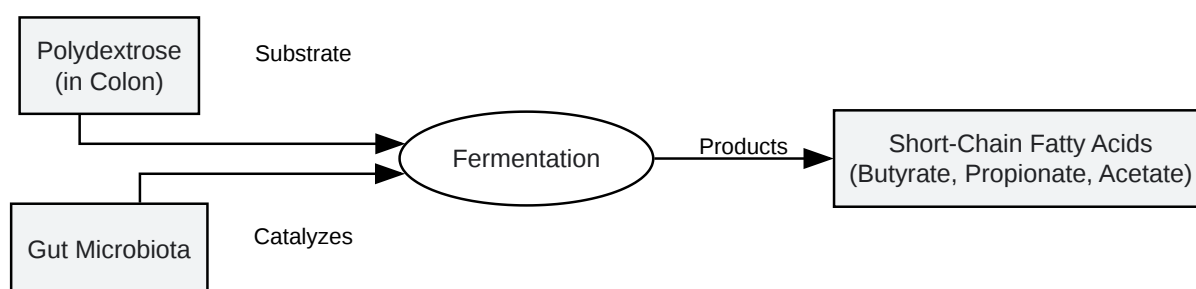 Polydextrose
(in Colon)
Substrate
Fermentation
Products
Short-Chain Fatty Acids
(Butyrate, Propionate, Acetate)
Gut Microbiota
Catalyzes